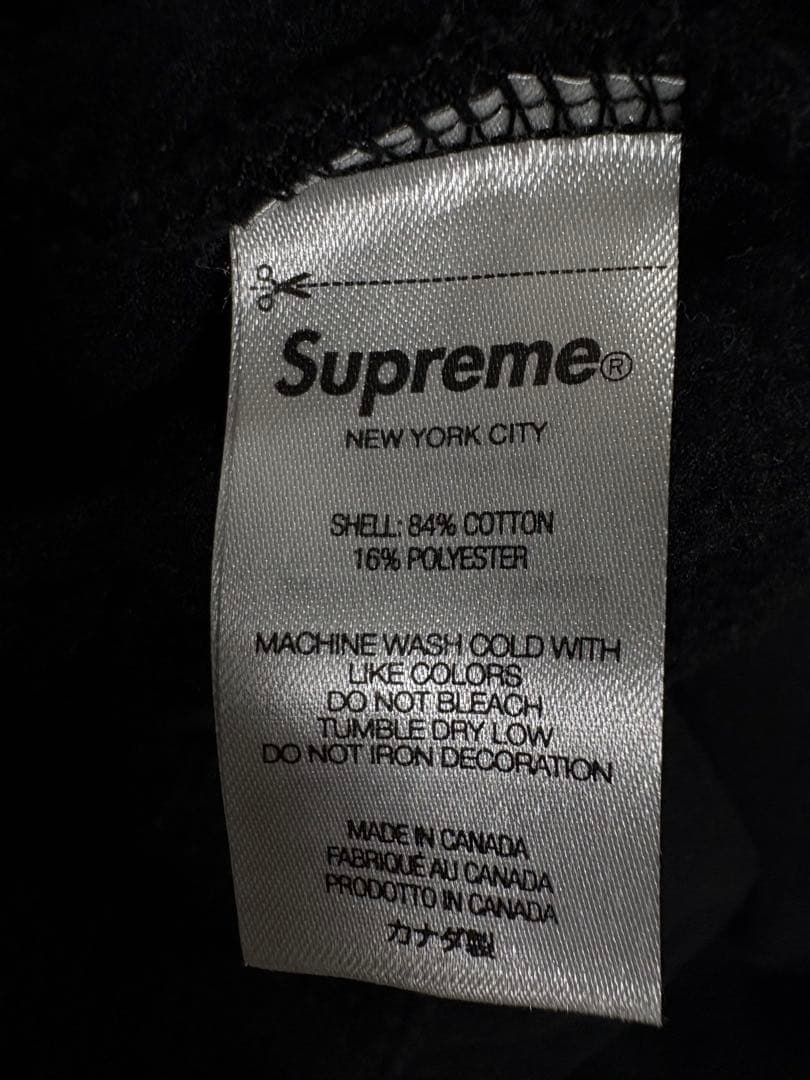 Supreme®
NEW YORK CITY
SHELL: 84% COTTON
16% POLYESTER
MACHINE WASH COLD WITH
LIKE COLORS
DO NOT BLEACH
TUMBLE DRY LOW
DO NOT IRON DECORATION
MADE IN CANADA
FABRIQUÉ AU CANADA
PRODOTTO IN CANADA
カナダ製